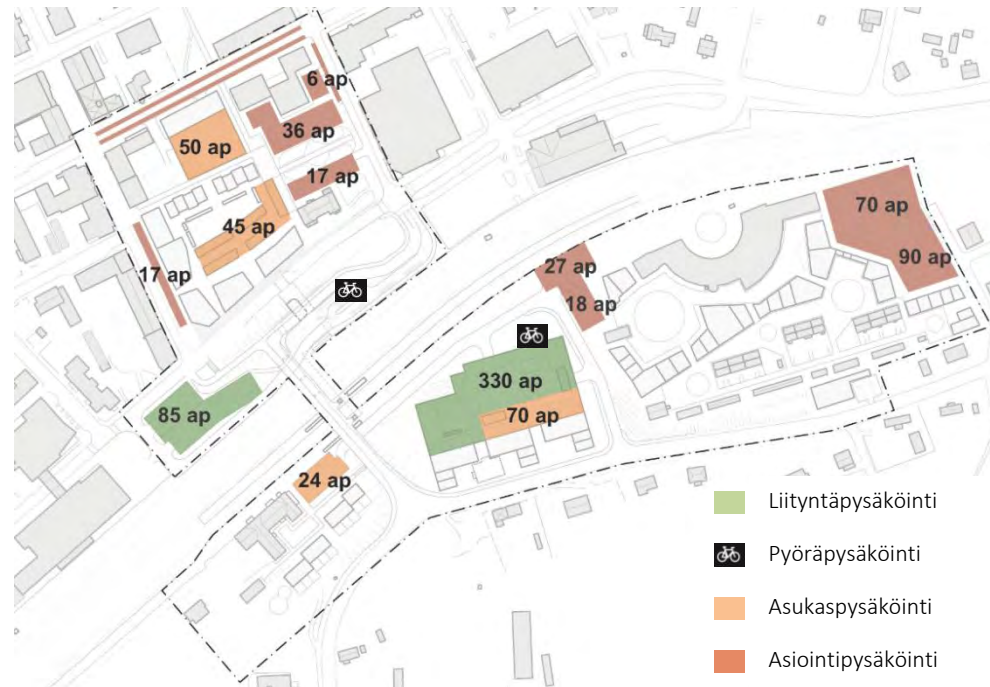 6 ap
36 ap
50 ap
17 ap
45 ap
17 ap
70 ap
90 ap
27 ap
18 ap
330 ap
70 ap
85 ap
24 ap
Liityntäpysäköinti
Pyöräpysäköinti
Asukaspysäköinti
Asiointipysäköinti